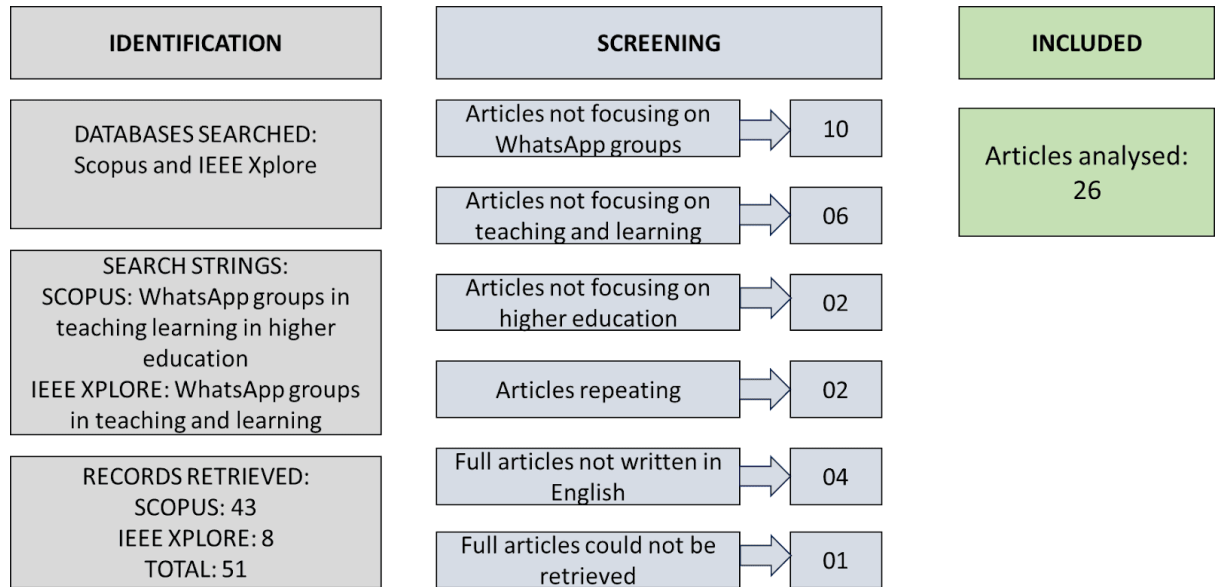 IDENTIFICATION
DATABASES SEARCHED:
Scopus and IEEE Xplore
SEARCH STRINGS:
SCOPUS: WhatsApp groups in
teaching learning in higher
education
IEEE XPLORE: WhatsApp groups
in teaching and learning
RECORDS RETRIEVED:
SCOPUS: 43
IEEE XPLORE: 8
TOTAL: 51
SCREENING
Articles not focusing on
WhatsApp groups
10
Articles not focusing on
teaching and learning
06
Articles not focusing on
higher education
02
Articles repeating
02
Full articles not written in
English
04
Full articles could not be
retrieved
01
INCLUDED
Articles analysed:
26